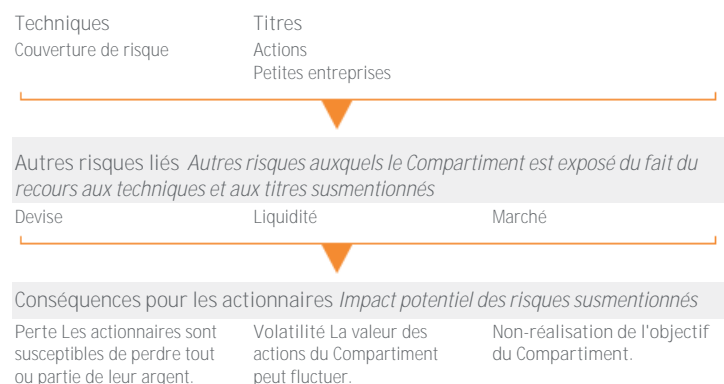 Techniques
Couverture de risque
Titres
Actions
Petites entreprises
Autres risques liés Autres risques auxquels le Compartiment est exposé du fait du
recours aux techniques et aux titres susmentionnés
Devise
Liquidité
Marché
Conséquences pour les actionnaires Impact potentiel des risques susmentionnés
Perte Les actionnaires sont
susceptibles de perdre tout
ou partie de leur argent.
Volatilité La valeur des
actions du Compartiment
peut fluctuer.
Non-réalisation de l'objectif
du Compartiment.